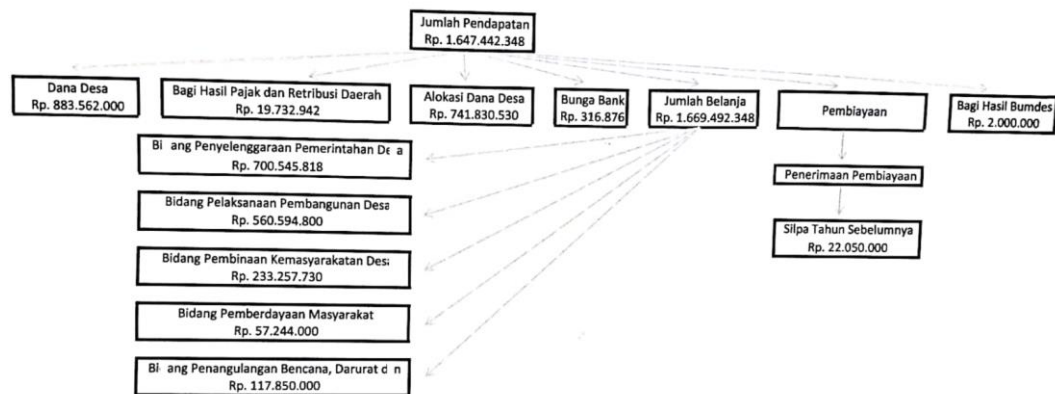 Jumlah Pendapatan
Rp. 1.647.442.348
Dana Desa
Rp. 883.562.000
Bagi Hasil Pajak dan Retribusi Daerah
Rp. 19.732.942
Alokasi Dana Desa
Rp. 741.830.530
Bunga Bank
Rp. 316.876
Jumlah Belanja
Rp. 1.669.492.348
Pembiayaan
Bagi Hasil Bumdes
Rp. 2.000.000
Bidang Penyelenggaraan Pemerintahan Desa
Rp. 700.545.818
Bidang Pelaksanaan Pembangunan Desa
Rp. 560.594.800
Bidang Pembinaan Kemasyarakatan Desa
Rp. 233.257.730
Bidang Pemberdayaan Masyarakat
Rp. 57.244.000
Bidang Penangulangan Bencana, Darurat dan
Rp. 117.850.000
Penerimaan Pembiayaan
Silpa Tahun Sebelumnya
Rp. 22.050.000